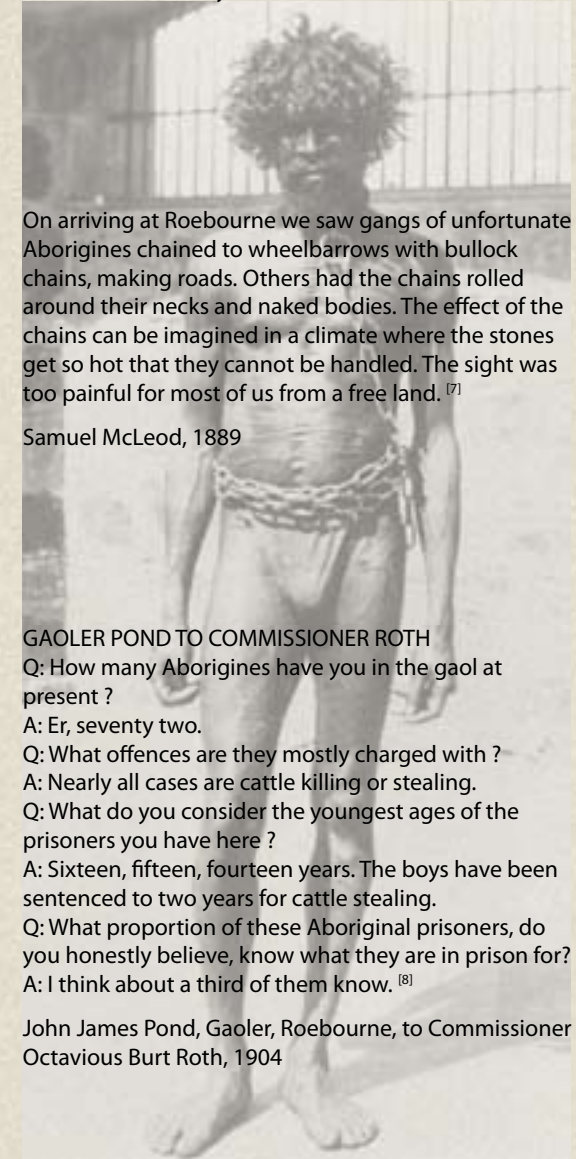 On arriving at Roebourne we saw gangs of unfortunate
Aborigines chained to wheelbarrows with bullock
chains, making roads. Others had the chains rolled
around their necks and naked bodies. The effect of the
chains can be imagined in a climate where the stones
get so hot that they cannot be handled. The sight was
too painful for most of us from a free land. [7]
Samuel McLeod, 1889
GAOLER POND TO COMMISSIONER ROTH
Q: How many Aborigines have you in the gaol at
present ?
A: Er, seventy two.
Q: What offences are they mostly charged with ?
A: Nearly all cases are cattle killing or stealing.
Q: What do you consider the youngest ages of the
prisoners you have here ?
A: Sixteen, fifteen, fourteen years. The boys have been
sentenced to two years for cattle stealing.
Q: What proportion of these Aboriginal prisoners, do
you honestly believe, know what they are in prison for?
A: I think about a third of them know. [8]
John James Pond, Gaoler, Roebourne, to Commissioner
Octavious Burt Roth, 1904